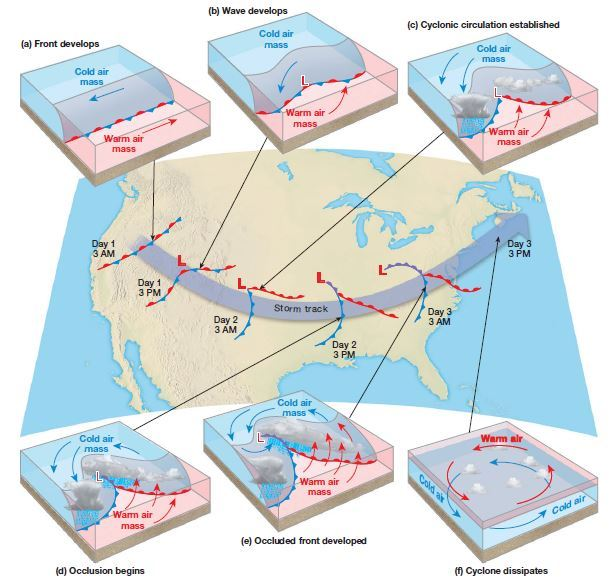 (a) Front develops
Cold air
mass
Warm air
mass
(b) Wave develops
Cold air
mass
L
Warm air
mass
(c) Cyclonic circulation established
Cold air
mass
L
Warm air
mass
Day 1
3 AM
L
Day 1
3 PM
L
Day 2
3 AM
Storm track
L
Day 2
3 PM
L
Day 3
3 AM
Day 3
3 PM
Cold air
mass
L
Warm air
mass
(d) Occlusion begins
Cold air
mass
L
Warm air
mass
(e) Occluded front developed
Warm air
Cold air
Cold air
(f) Cyclone dissipates